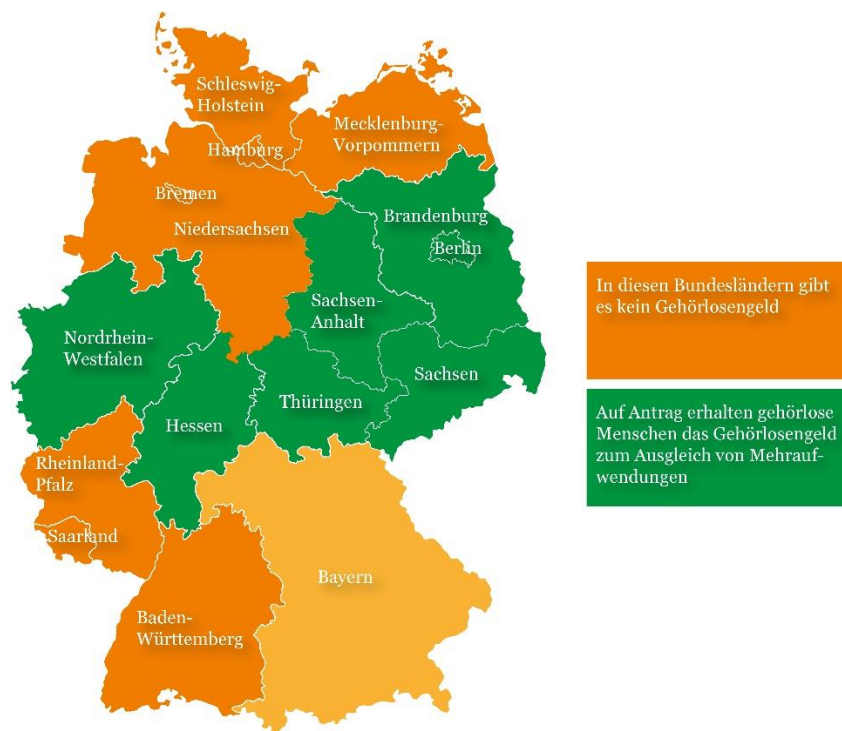 Schleswig-
Holstein
Mecklenburg-
Vorpommern
Hamburg
Bremen
Niedersachsen
Brandenburg
Berlin
Sachsen-
Anhalt
Nordrhein-
Westfalen
Sachsen
Thüringen
Hessen
Rheinland-
Pfalz
Saarland
Bayern
Baden-
Württemberg
In diesen Bundesländern gibt
es kein Gehörlosengeld
Auf Antrag erhalten gehörlose
Menschen das Gehörlosengeld
zum Ausgleich von Mehrauf-
wendungen